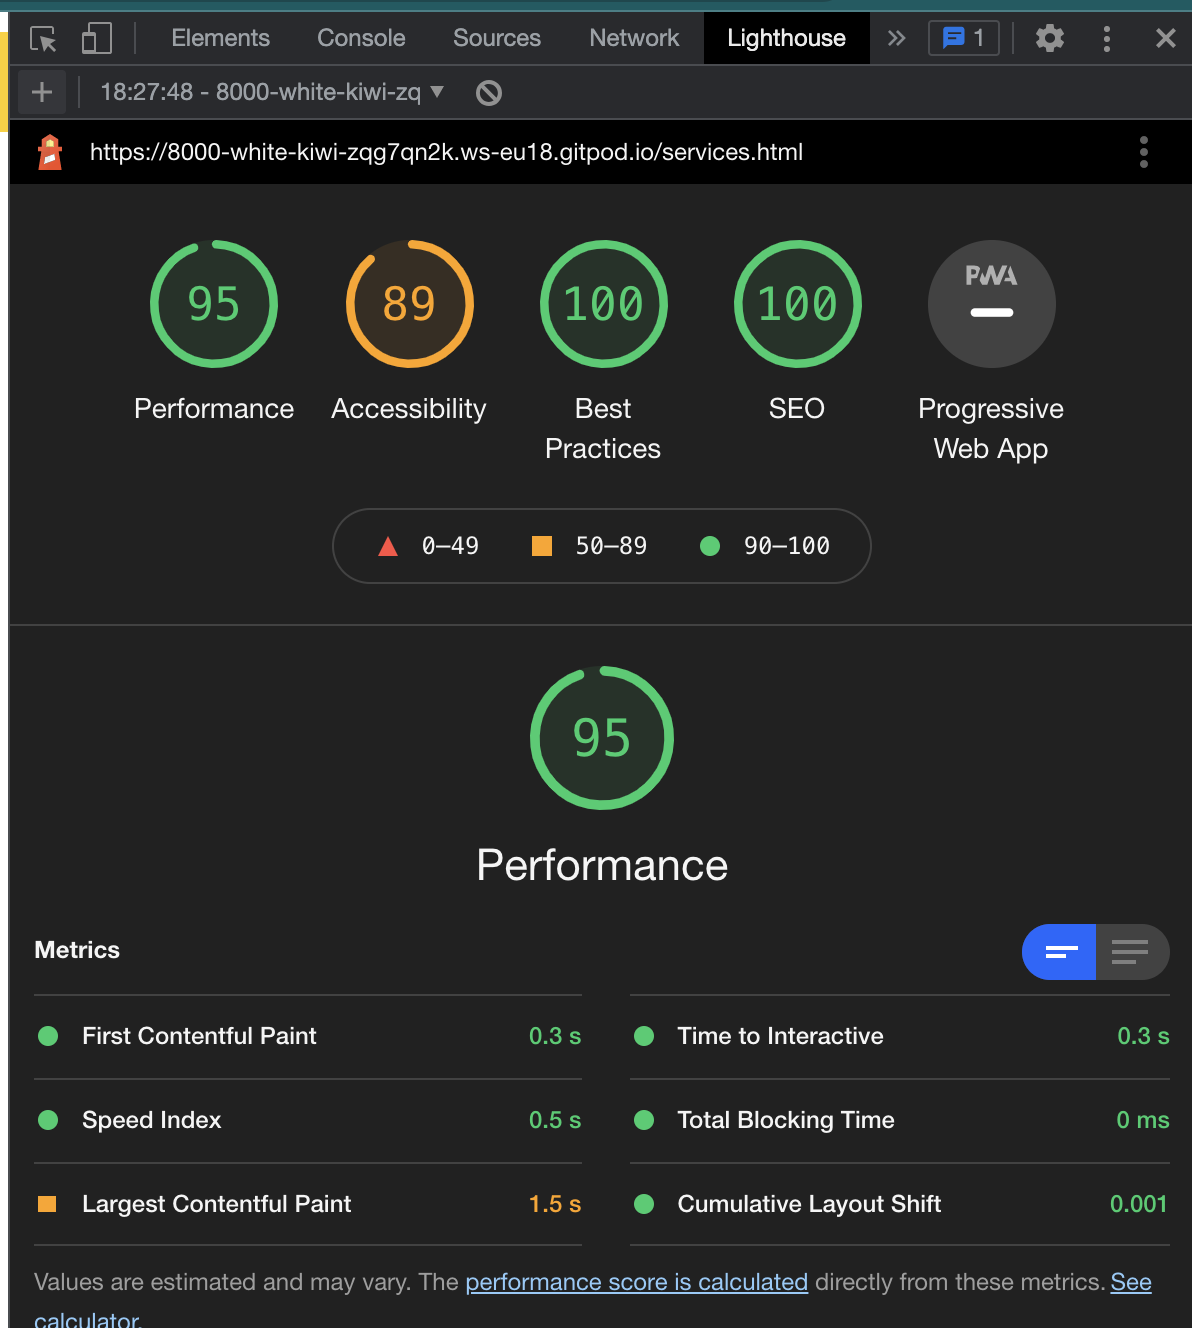 Elements Console Sources Network Lighthouse » 1
18:27:48 - 8000-white-kiwi-zq
https://8000-white-kiwi-zqg7qn2k.ws-eu18.gitpod.io/services.html
95 89 100 100 PWA
Performance Accessibility Best Practices SEO Progressive Web App
0–49 50–89 90–100
95
Performance
Metrics
First Contentful Paint 0.3 s Time to Interactive 0.3 s
Speed Index 0.5 s Total Blocking Time 0 ms
Largest Contentful Paint 1.5 s Cumulative Layout Shift 0.001
Values are estimated and may vary. The performance score is calculated directly from these metrics. See
calculator.